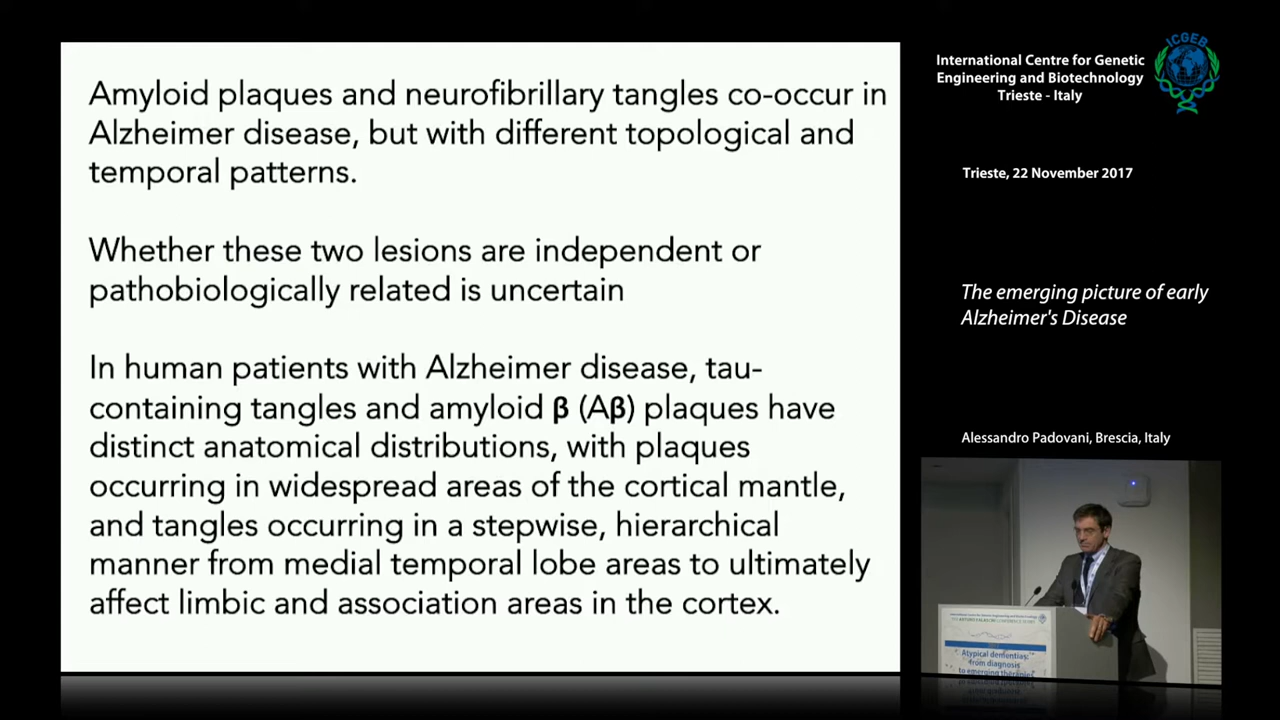 Amyloid plaques and neurofibrillary tangles co-occur in
Alzheimer disease, but with different topological and
temporal patterns.
Whether these two lesions are independent or
pathobiologically related is uncertain
In human patients with Alzheimer disease, tau-
containing tangles and amyloid β (Aβ) plaques have
distinct anatomical distributions, with plaques
occurring in widespread areas of the cortical mantle,
and tangles occurring in a stepwise, hierarchical
manner from medial temporal lobe areas to ultimately
affect limbic and association areas in the cortex.
International Centre for Genetic
Engineering and Biotechnology
Trieste - Italy
ICGEB
Trieste, 22 November 2017
The emerging picture of early
Alzheimer's Disease
Alessandro Padovani, Brescia, Italy
Atypical dementias:
from diagnosis
to emerging therapies